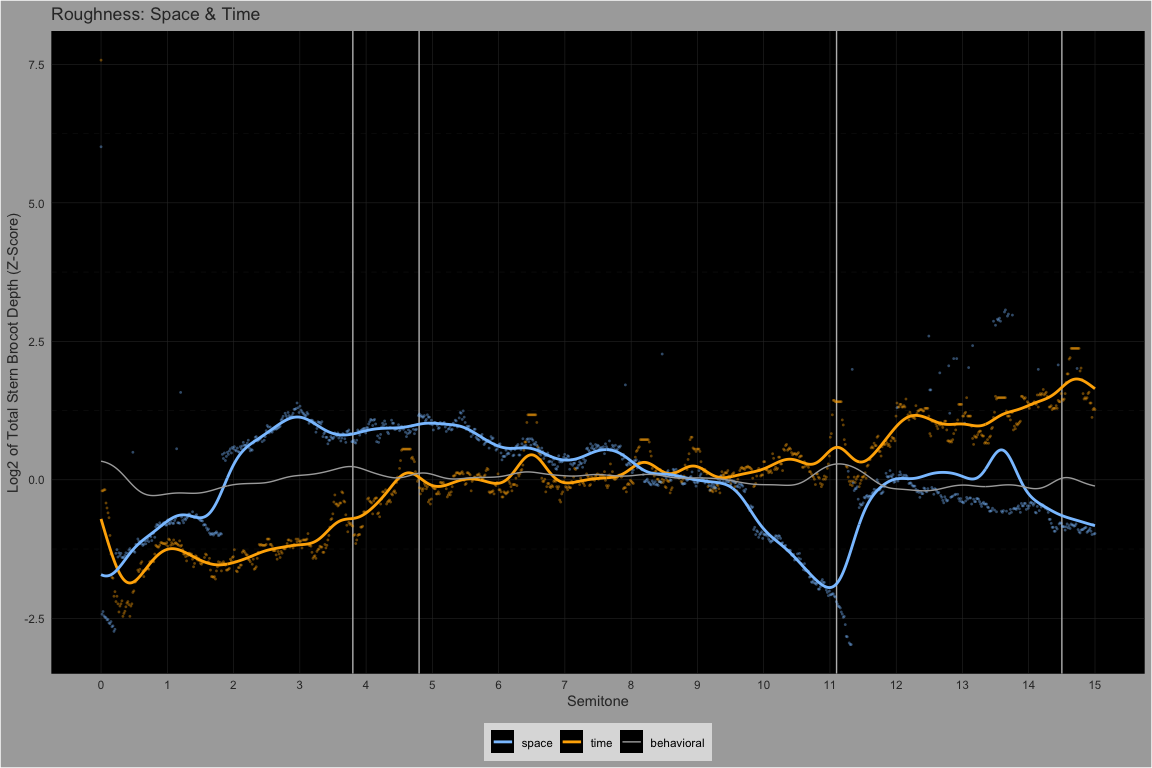 Roughness: Space & Time
Log2 of Total Stern Brocot Depth (Z-Score)
7.5
5.0
2.5
0.0
-2.5
0 1 2 3 4 5 6 7 8 9 10 11 12 13 14 15
Semitone
space time behavioral